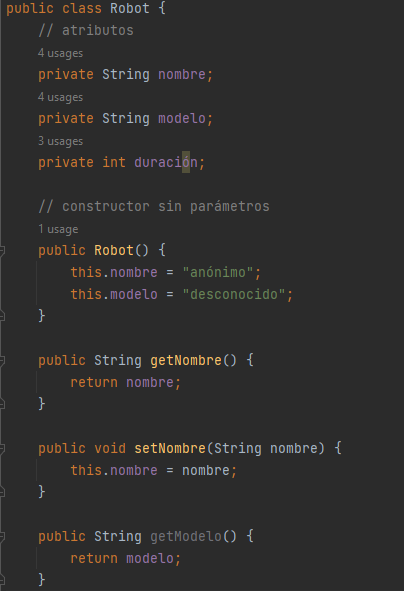 public class Robot {
// atributos
4 usages
private String nombre;
4 usages
private String modelo;
3 usages
private int duración;
// constructor sin parámetros
1 usage
public Robot() {
this.nombre = "anónimo";
this.modelo = "desconocido";
}
public String getNombre() {
return nombre;
}
public void setNombre(String nombre) {
this.nombre = nombre;
}
public String getModelo() {
return modelo;
}